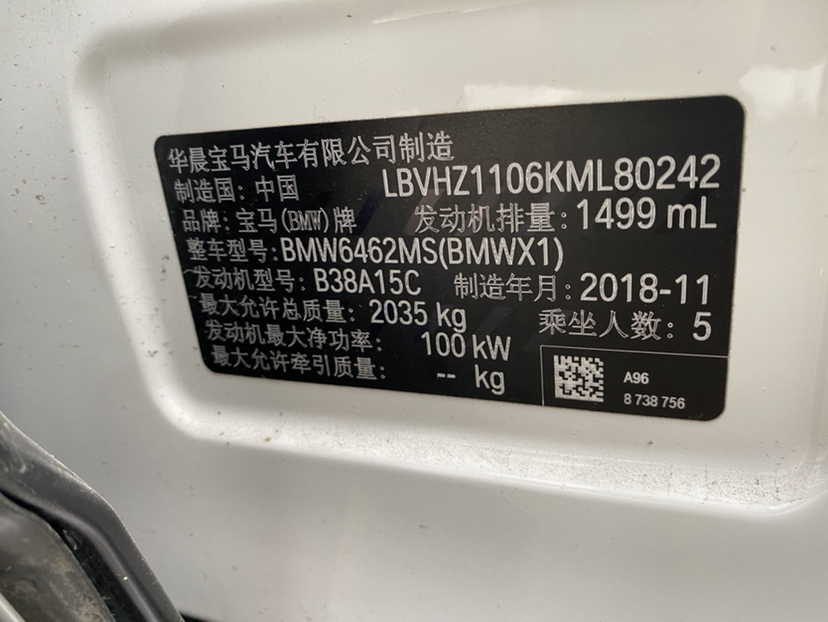 华晨宝马汽车有限公司制造
制造国: 中国 LBVHZ1106KML80242
品牌: 宝马(BMW)牌 发动机排量: 1499 mL
整车型号: BMW6462MS(BMWX1)
发动机型号: B38A15C 制造年月: 2018-11
最大允许总质量: 2035 kg 乘坐人数: 5
发动机最大净功率: 100 kW
最大允许牵引质量: -- kg
A96
8 738 756